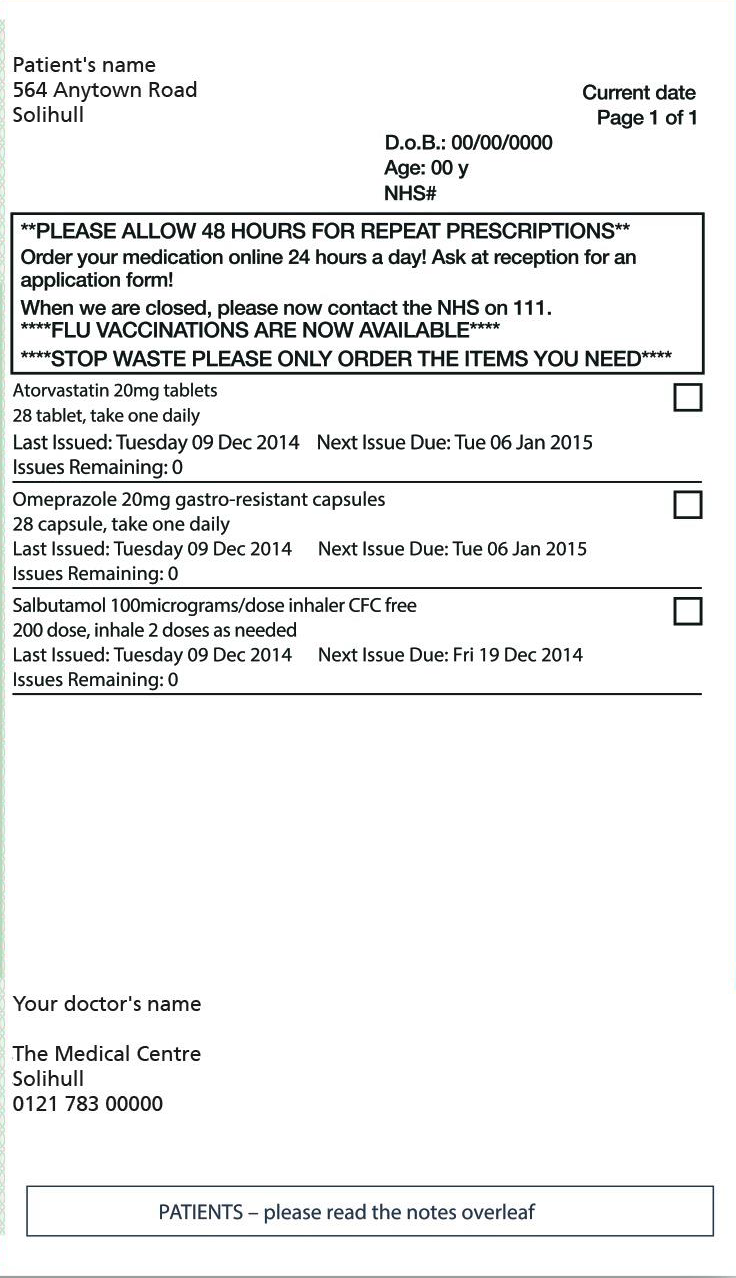 Patient's name
564 Anytown Road
Solihull
Current date
Page 1 of 1
D.o.B.: 00/00/0000
Age: 00 y
NHS#
**PLEASE ALLOW 48 HOURS FOR REPEAT PRESCRIPTIONS**
Order your medication online 24 hours a day! Ask at reception for an
application form!
When we are closed, please now contact the NHS on 111.
****FLU VACCINATIONS ARE NOW AVAILABLE****
****STOP WASTE PLEASE ONLY ORDER THE ITEMS YOU NEED****
Atorvastatin 20mg tablets
28 tablet, take one daily
Last Issued: Tuesday 09 Dec 2014 Next Issue Due: Tue 06 Jan 2015
Issues Remaining: 0
Omeprazole 20mg gastro-resistant capsules
28 capsule, take one daily
Last Issued: Tuesday 09 Dec 2014 Next Issue Due: Tue 06 Jan 2015
Issues Remaining: 0
Salbutamol 100micrograms/dose inhaler CFC free
200 dose, inhale 2 doses as needed
Last Issued: Tuesday 09 Dec 2014 Next Issue Due: Fri 19 Dec 2014
Issues Remaining: 0
Your doctor's name
The Medical Centre
Solihull
0121 783 00000
PATIENTS – please read the notes overleaf